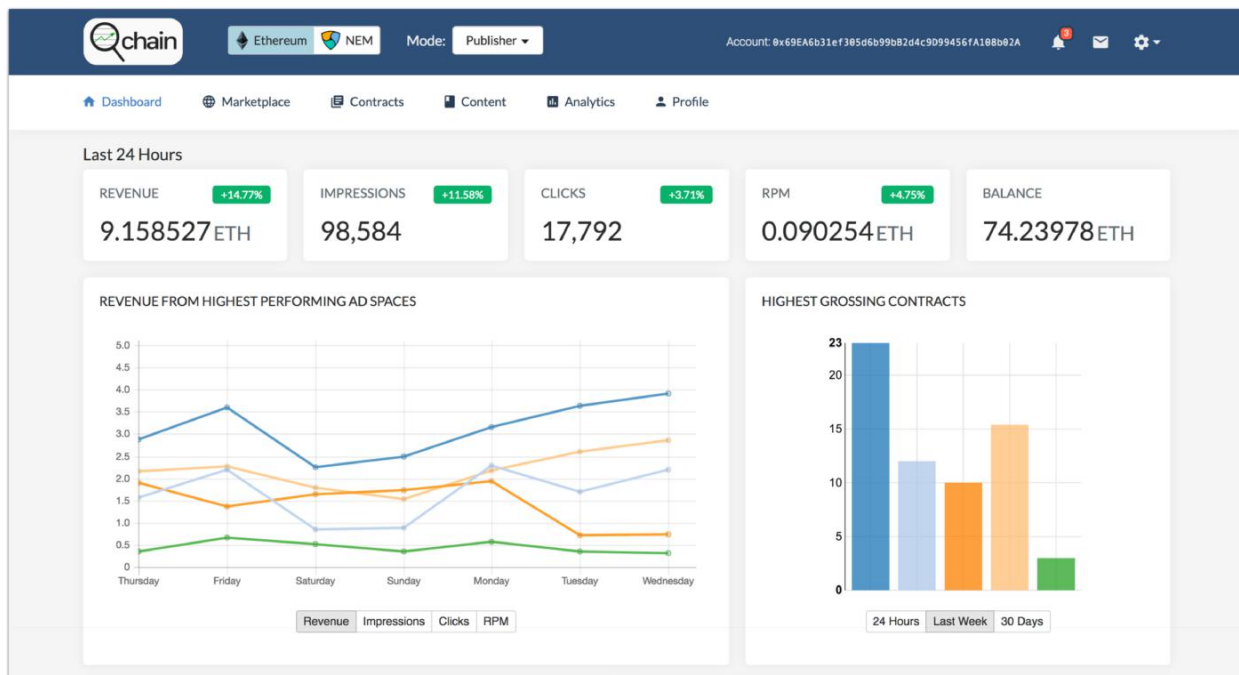 Qchain
Ethereum NEM Mode: Publisher
Account: 0x69EA6b31ef305d6b99bB2d4c9D99456fA108b02A 3
Dashboard Marketplace Contracts Content Analytics Profile
Last 24 Hours
REVENUE +14.77%
9.158527 ETH
IMPRESSIONS +11.58%
98,584
CLICKS +3.71%
17,792
RPM +4.75%
0.090254 ETH
BALANCE
74.23978 ETH
REVENUE FROM HIGHEST PERFORMING AD SPACES
5.0
4.5
4.0
3.5
3.0
2.5
2.0
1.5
1.0
0.5
0
Thursday Friday Saturday Sunday Monday Tuesday Wednesday
Revenue Impressions Clicks RPM
HIGHEST GROSSING CONTRACTS
23
20
15
10
5
0
24 Hours Last Week 30 Days